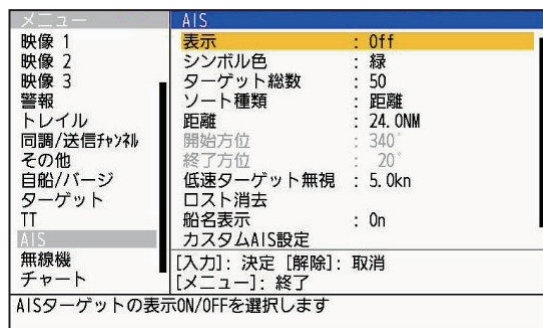 メニュー
映像 1
映像 2
映像 3
警報
トレイル
同調/送信ﾁｬﾝﾈﾙ
その他
自船/バージ
ターゲット
TT
AIS
無線機
チャート
AIS
表示 : Off
シンボル色 : 緑
ターゲット総数 : 50
ソート種類 : 距離
距離 : 24.0NM
開始方位 : 340°
終了方位 : 20°
低速ターゲット無視 : 5.0kn
ロスト消去
船名表示 : On
カスタムAIS設定
[入力]: 決定 [解除]: 取消
[メニュー]: 終了
AISターゲットの表示ON/OFFを選択します